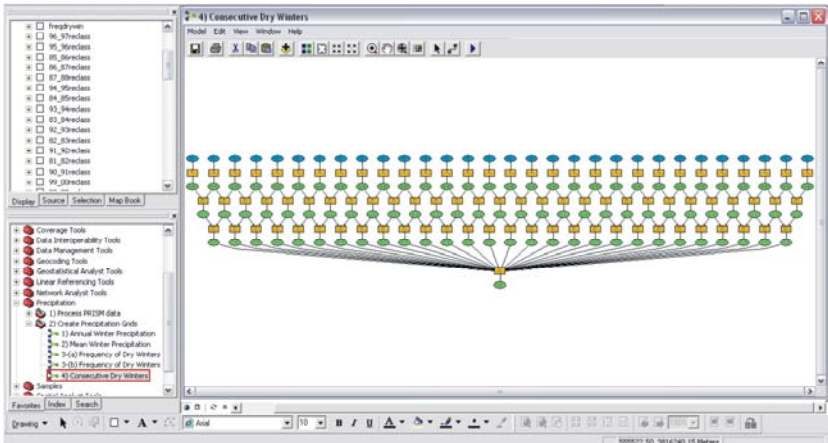 freqdrywin
96_97reclass
95_96reclass
85_86reclass
86_87reclass
87_88reclass
94_95reclass
84_85reclass
93_94reclass
83_84reclass
92_93reclass
82_83reclass
91_92reclass
81_82reclass
90_91reclass
99_00reclass
Display Source Selection Map Book
Coverage Tools
Data Interoperability Tools
Data Management Tools
Geocoding Tools
Geostatistical Analyst Tools
Linear Referencing Tools
Network Analyst Tools
Precipitation
1) Process PRISM data
2) Create Precipitation Grids
1) Annual Winter Precipitation
2) Mean Winter Precipitation
3-(a) Frequency of Dry Winters
3-(b) Frequency of Dry Winters
4) Consecutive Dry Winters
Samples
Favorites Index Search
4) Consecutive Dry Winters
Model Edit View Window Help
Drawing Arial 10 B I U A
Meters